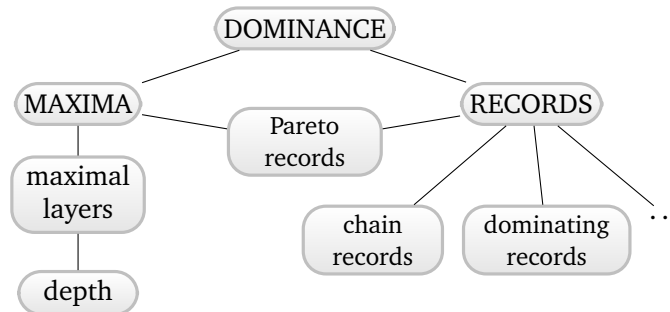 DOMINANCE
MAXIMA
RECORDS
Pareto
records
maximal
layers
chain
records
dominating
records
..
depth